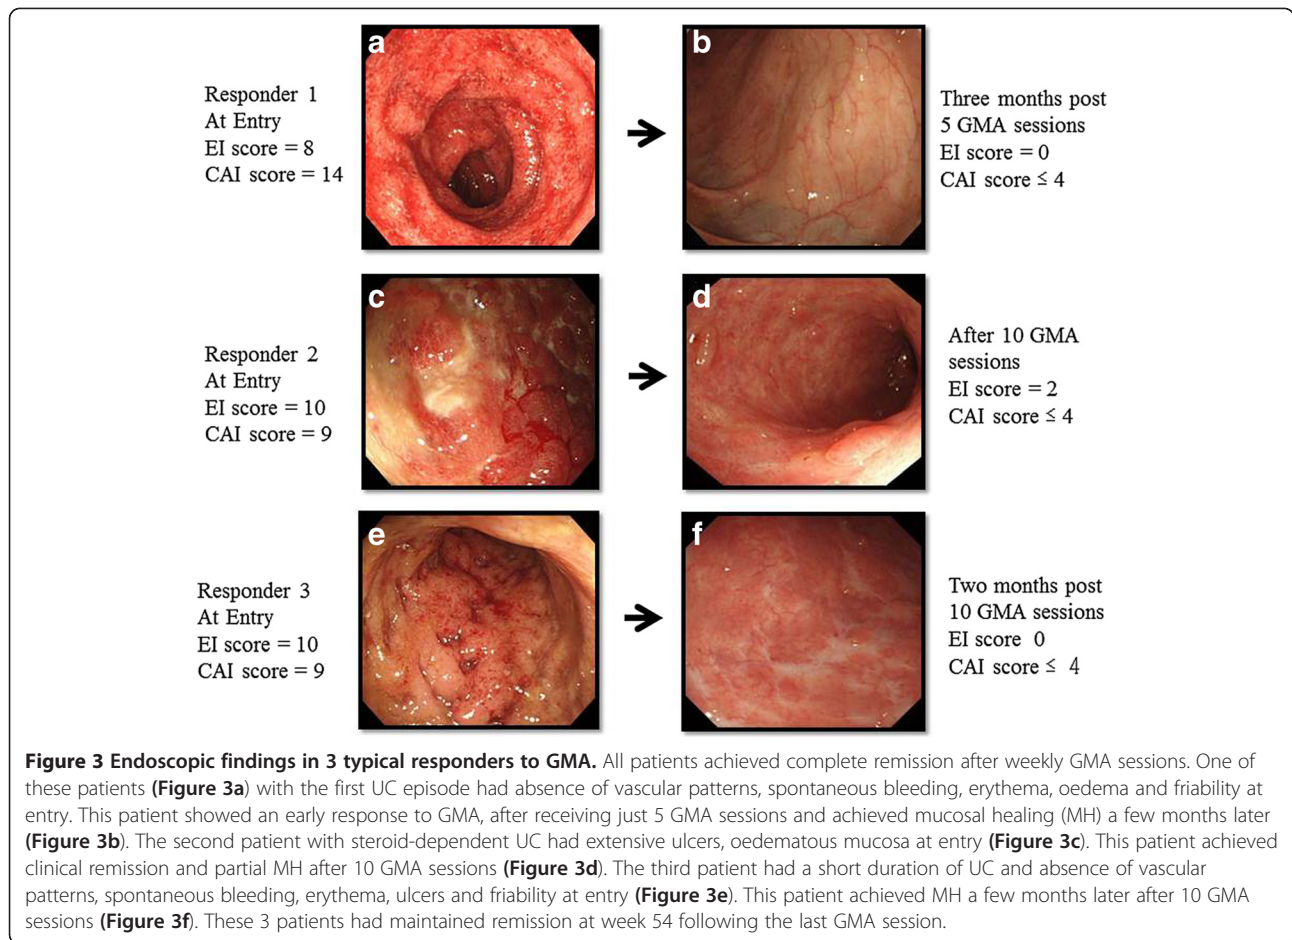 Responder 1
At Entry
EI score = 8
CAI score = 14
a
b
Three months post
5 GMA sessions
EI score = 0
CAI score ≤ 4
Responder 2
At Entry
EI score = 10
CAI score = 9
c
d
After 10 GMA
sessions
EI score = 2
CAI score ≤ 4
Responder 3
At Entry
EI score = 10
CAI score = 9
e
f
Two months post
10 GMA sessions
EI score 0
CAI score ≤ 4
Figure 3 Endoscopic findings in 3 typical responders to GMA. All patients achieved complete remission after weekly GMA sessions. One of
these patients (Figure 3a) with the first UC episode had absence of vascular patterns, spontaneous bleeding, erythema, oedema and friability at
entry. This patient showed an early response to GMA, after receiving just 5 GMA sessions and achieved mucosal healing (MH) a few months later
(Figure 3b). The second patient with steroid-dependent UC had extensive ulcers, oedematous mucosa at entry (Figure 3c). This patient achieved
clinical remission and partial MH after 10 GMA sessions (Figure 3d). The third patient had a short duration of UC and absence of vascular
patterns, spontaneous bleeding, erythema, ulcers and friability at entry (Figure 3e). This patient achieved MH a few months later after 10 GMA
sessions (Figure 3f). These 3 patients had maintained remission at week 54 following the last GMA session.